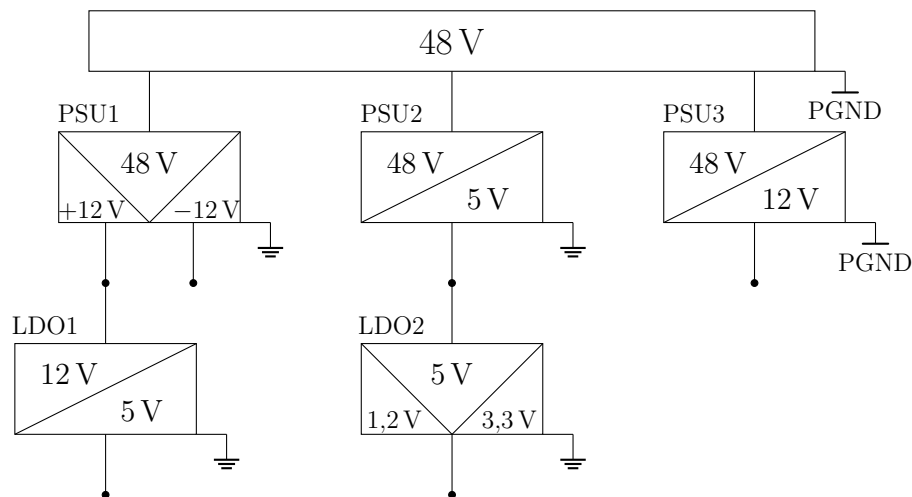 48 V
PGND
PSU1
PSU2
PSU3
48 V
+12 V
−12 V
48 V
5 V
48 V
12 V
PGND
LDO1
LDO2
12 V
5 V
5 V
1,2 V
3,3 V